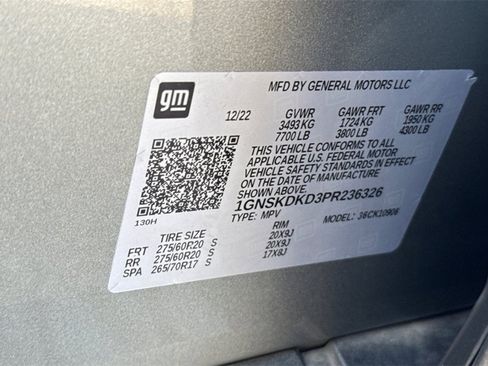 gm
MFD BY GENERAL MOTORS LLC
12/22 GVWR GAWR FRT GAWR RR
3493 KG 1724 KG 1950 KG
7700 LB 3800 LB 4300 LB
THIS VEHICLE CONFORMS TO ALL
APPLICABLE U.S. FEDERAL MOTOR
VEHICLE SAFETY STANDARDS IN EFFECT
ON THE DATE OF MANUFACTURE
SHOWN ABOVE.
1GNSKDKD3PR236326
TYPE: MPV MODEL: 36CK10906
130H
TIRE SIZE RIM
FRT 275/60R20 S 20X9J
RR 275/60R20 S 20X9J
SPA 265/70R17 S 17X8J